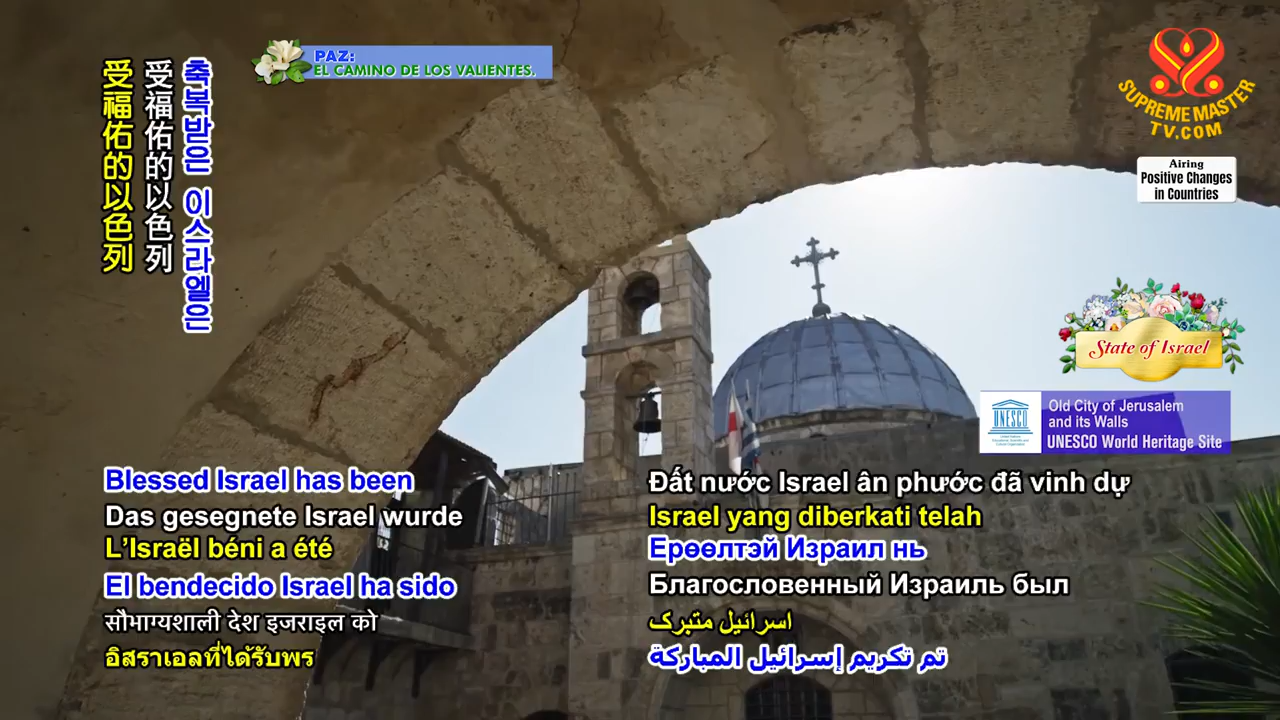 受福佑的以色列
受福佑的以色列
축복받은 이스라엘은
PAZ:
EL CAMINO DE LOS VALIENTES.
SUPREME MASTER
TV.COM
Airing
Positive Changes
in Countries
State of Israel
UNESCO
Old City of Jerusalem
and its Walls
UNESCO World Heritage Site
Blessed Israel has been
Das gesegnete Israel wurde
L’Israël béni a été
El bendecido Israel ha sido
सौभाग्यशाली देश इजराइल को
อิสราเอลที่ได้รับพร
Đất nước Israel ân phước đã vinh dự
Israel yang diberkati telah
Ерөөлтэй Израил нь
Благословенный Израиль был
اسرائیل متبرک
تم تكريم إسرائيل المباركة